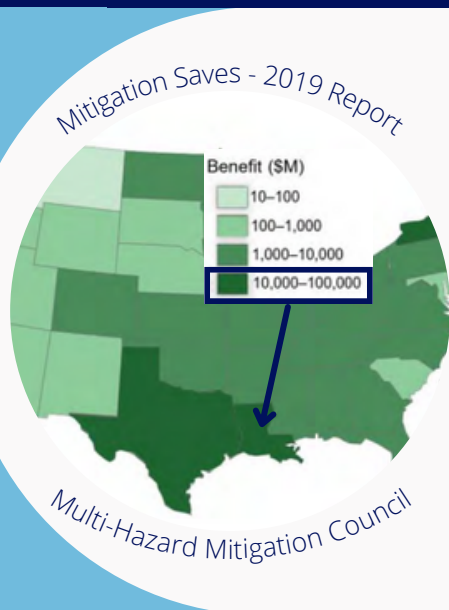 Mitigation Saves - 2019 Report
Benefit ($M)
10–100
100–1,000
1,000–10,000
10,000–100,000
Multi-Hazard Mitigation Council